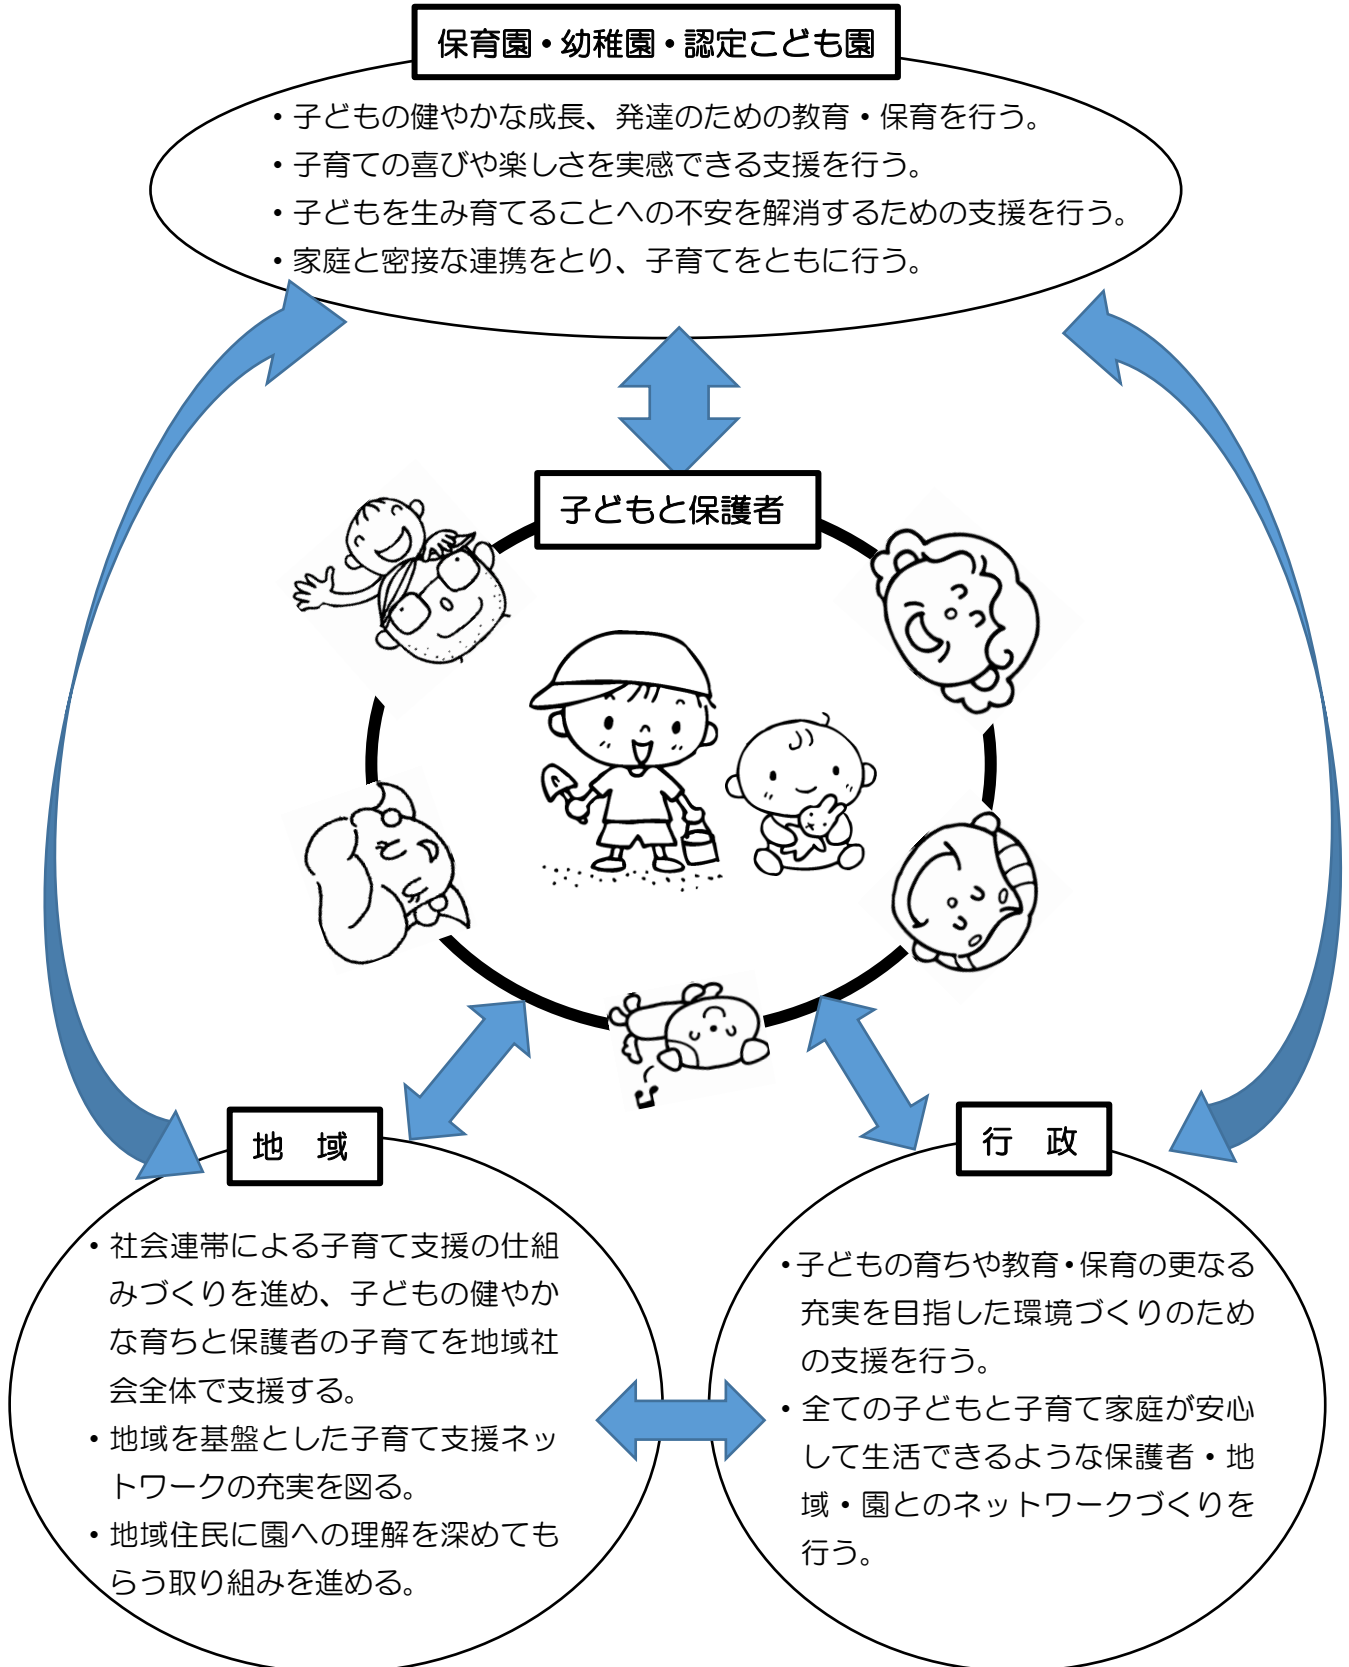 保育園・幼稚園・認定こども園
・子どもの健やかな成長、発達のための教育・保育を行う。
・子育ての喜びや楽しさを実感できる支援を行う。
・子どもを生み育てることへの不安を解消するための支援を行う。
・家庭と密接な連携をとり、子育てをともに行う。
子どもと保護者
地　域
・社会連帯による子育て支援の仕組
みづくりを進め、子どもの健やか
な育ちと保護者の子育てを地域社
会全体で支援する。
・地域を基盤とした子育て支援ネッ
トワークの充実を図る。
・地域住民に園への理解を深めても
らう取り組みを進める。
行　政
・子どもの育ちや教育・保育の更なる
充実を目指した環境づくりのため
の支援を行う。
・全ての子どもと子育て家庭が安心
して生活できるような保護者・地
域・園とのネットワークづくりを
行う。